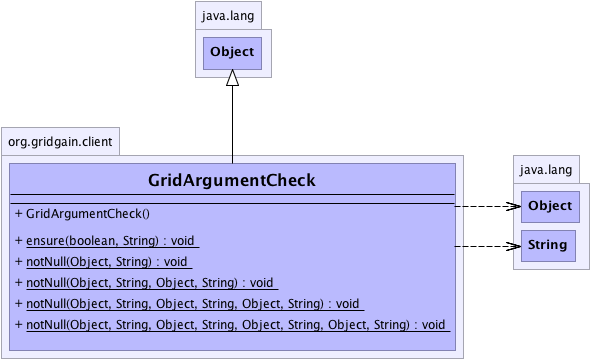 java.lang
Object
org.gridgain.client
GridArgumentCheck
+ GridArgumentCheck()
+ ensure(boolean, String) : void
+ notNull(Object, String) : void
+ notNull(Object, String, Object, String) : void
+ notNull(Object, String, Object, String, Object, String) : void
+ notNull(Object, String, Object, String, Object, String, Object, String) : void
java.lang
Object
String